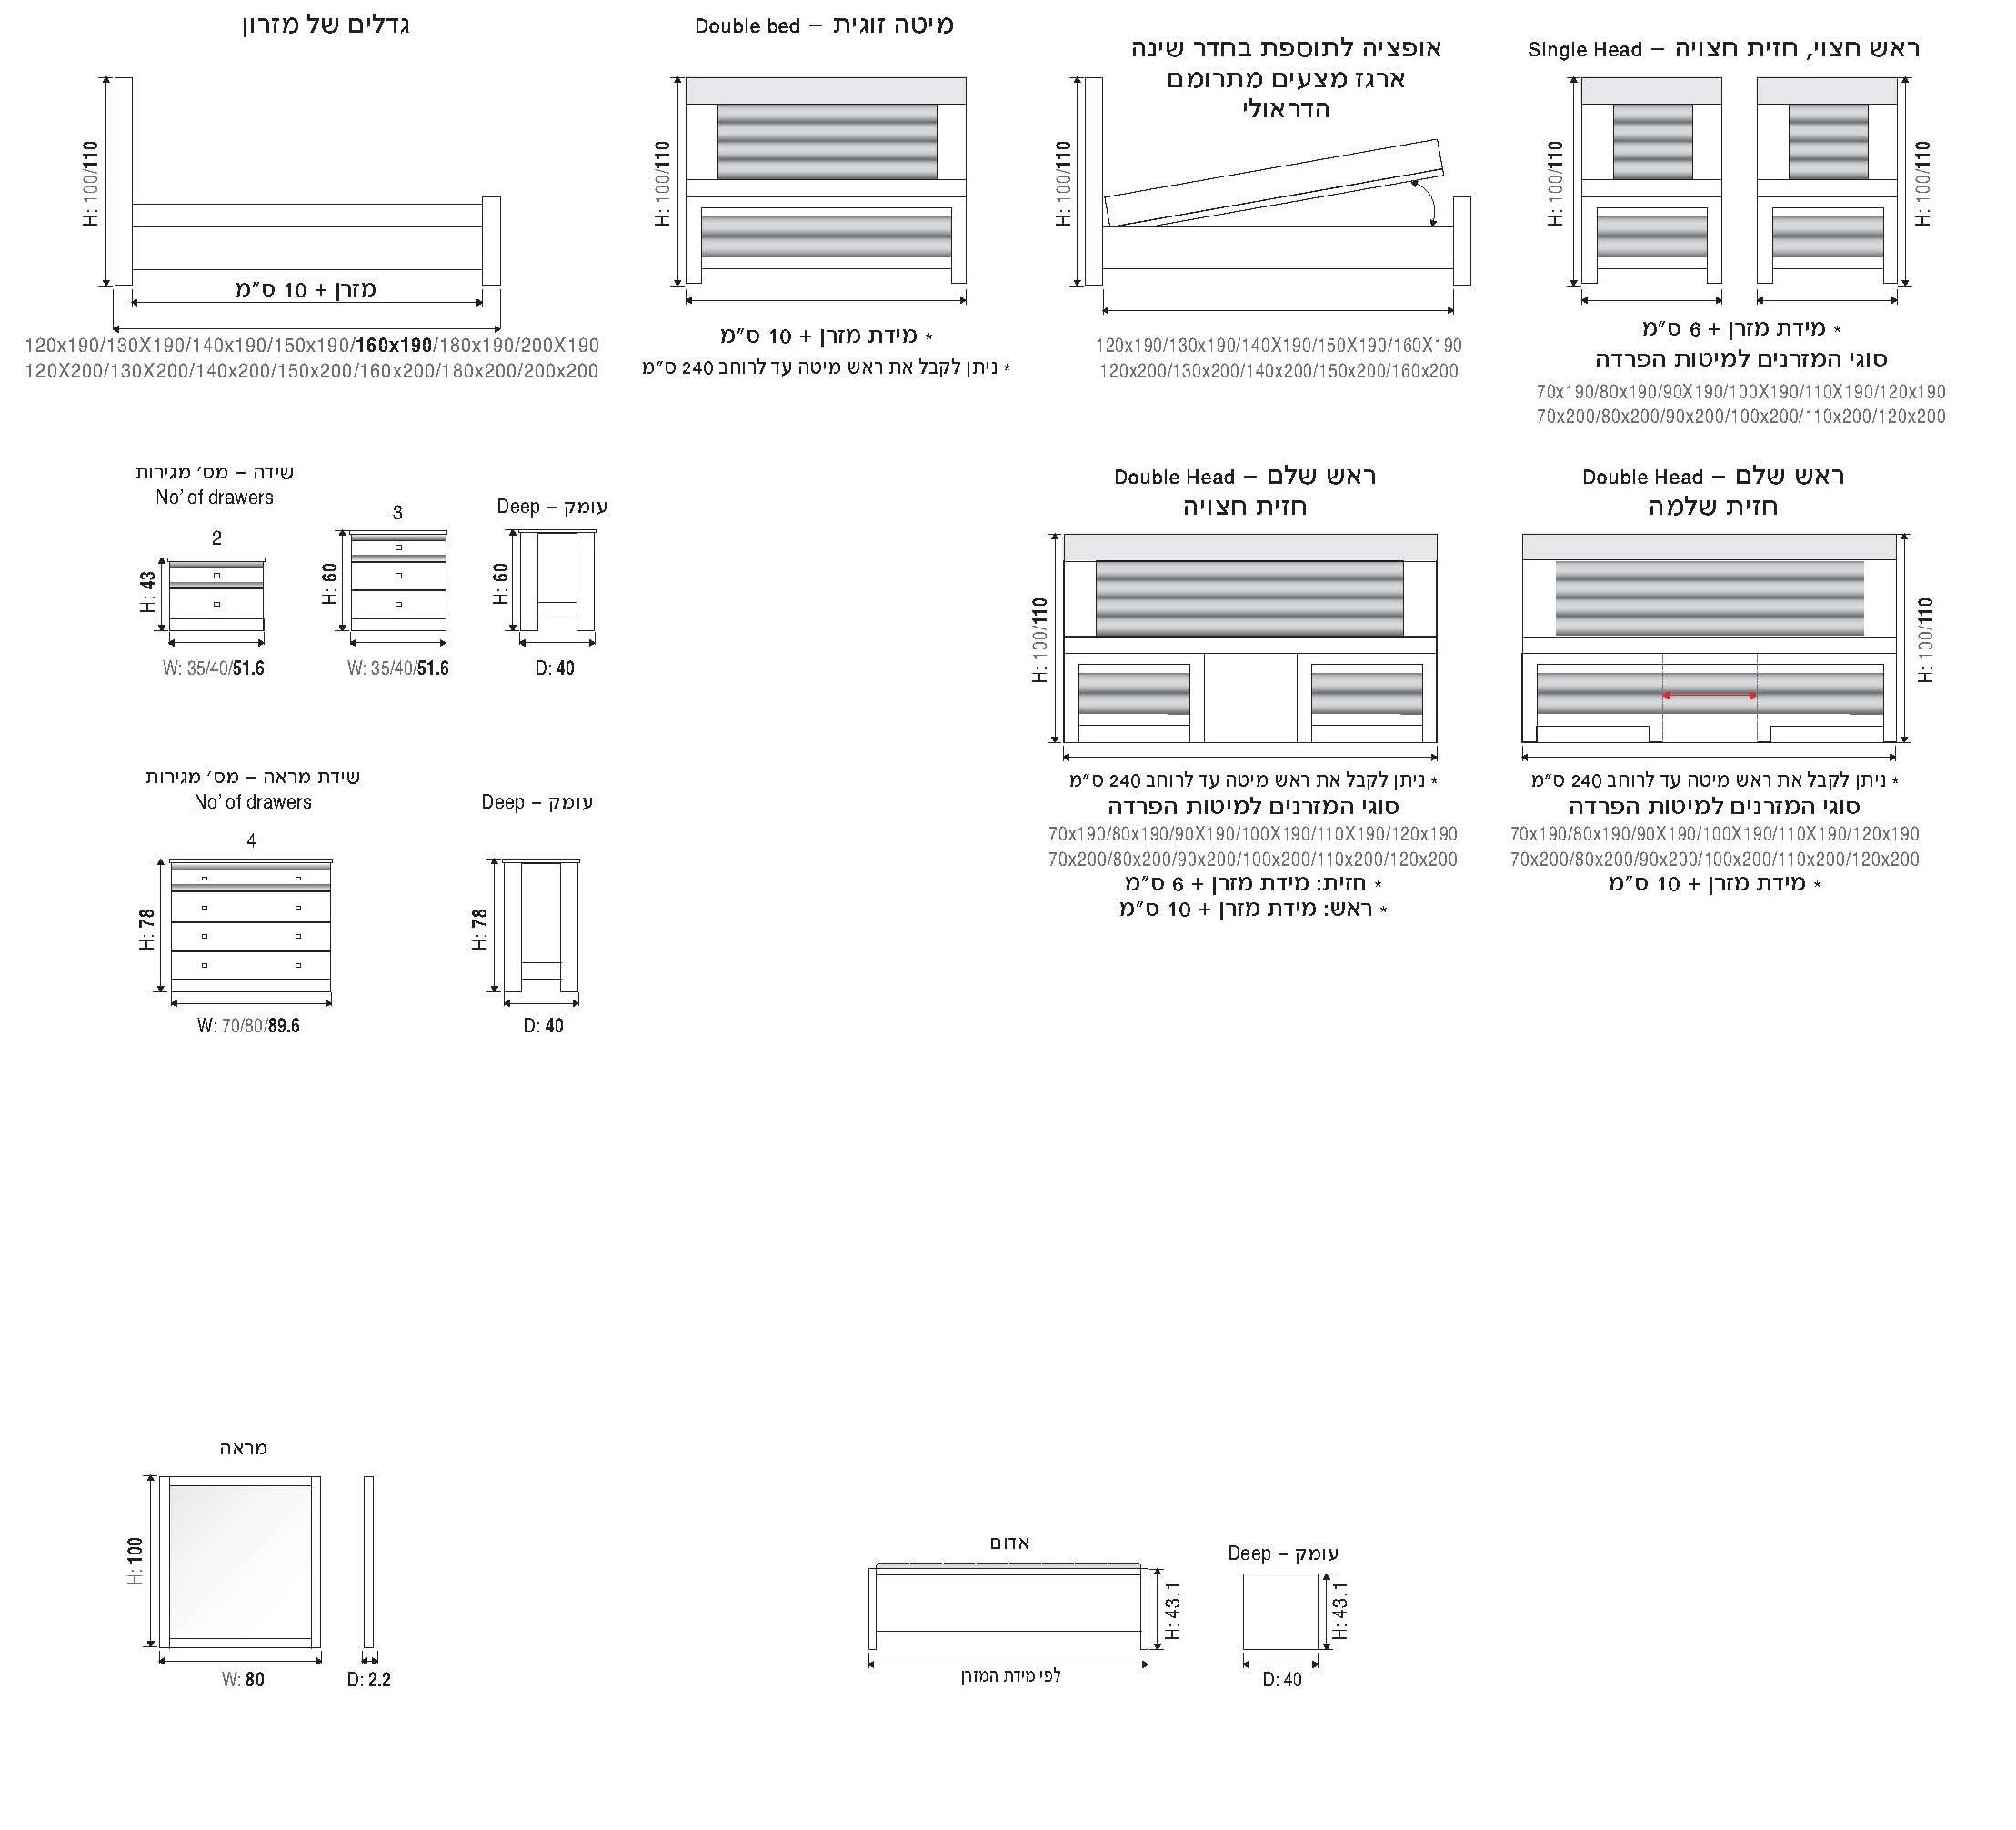 גדלים של מזרון
H: 100/110
מזרן + 10 ס"מ
120x190/130X190/140x190/150x190/160x190/180x190/200X190
120X200/130X200/140x200/150x200/160x200/180x200/200x200
מיטה זוגית – Double bed
H: 100/110
* מידת מזרן + 10 ס"מ
* ניתן לקבל את ראש מיטה עד לרוחב 240 ס"מ
אופציה לתוספת בחדר שינה
ארגז מצעים מתרומם
הדראולי
H: 100/110
120x190/130x190/140X190/150X190/160X190
120x200/130x200/140x200/150x200/160x200
ראש חצוי, חזית חצויה – Single Head
H: 100/110
H: 100/110
* מידת מזרן + 6 ס"מ
סוגי המזרנים למיטות הפרדה
70x190/80x190/90X190/100X190/110X190/120x190
70x200/80x200/90x200/100x200/110x200/120x200
שידה – מס' מגירות
No' of drawers
2
H: 43
W: 35/40/51.6
3
H: 60
W: 35/40/51.6
עומק – Deep
H: 60
D: 40
ראש שלם – Double Head
חזית חצויה
H: 100/110
* ניתן לקבל את ראש מיטה עד לרוחב 240 ס"מ
סוגי המזרנים למיטות הפרדה
70x190/80x190/90X190/100X190/110X190/120x190
70x200/80x200/90x200/100x200/110x200/120x200
* חזית: מידת מזרן + 6 ס"מ
* ראש: מידת מזרן + 10 ס"מ
ראש שלם – Double Head
חזית שלמה
H: 100/110
* ניתן לקבל את ראש מיטה עד לרוחב 240 ס"מ
סוגי המזרנים למיטות הפרדה
70x190/80x190/90X190/100X190/110X190/120x190
70x200/80x200/90x200/100x200/110x200/120x200
* מידת מזרן + 10 ס"מ
שידת מראה – מס' מגירות
No' of drawers
4
H: 78
W: 70/80/89.6
עומק – Deep
H: 78
D: 40
מראה
H: 100
W: 80
D: 2.2
אדום
H: 43.1
לפי מידת המזרן
עומק – Deep
H: 43.1
D: 40